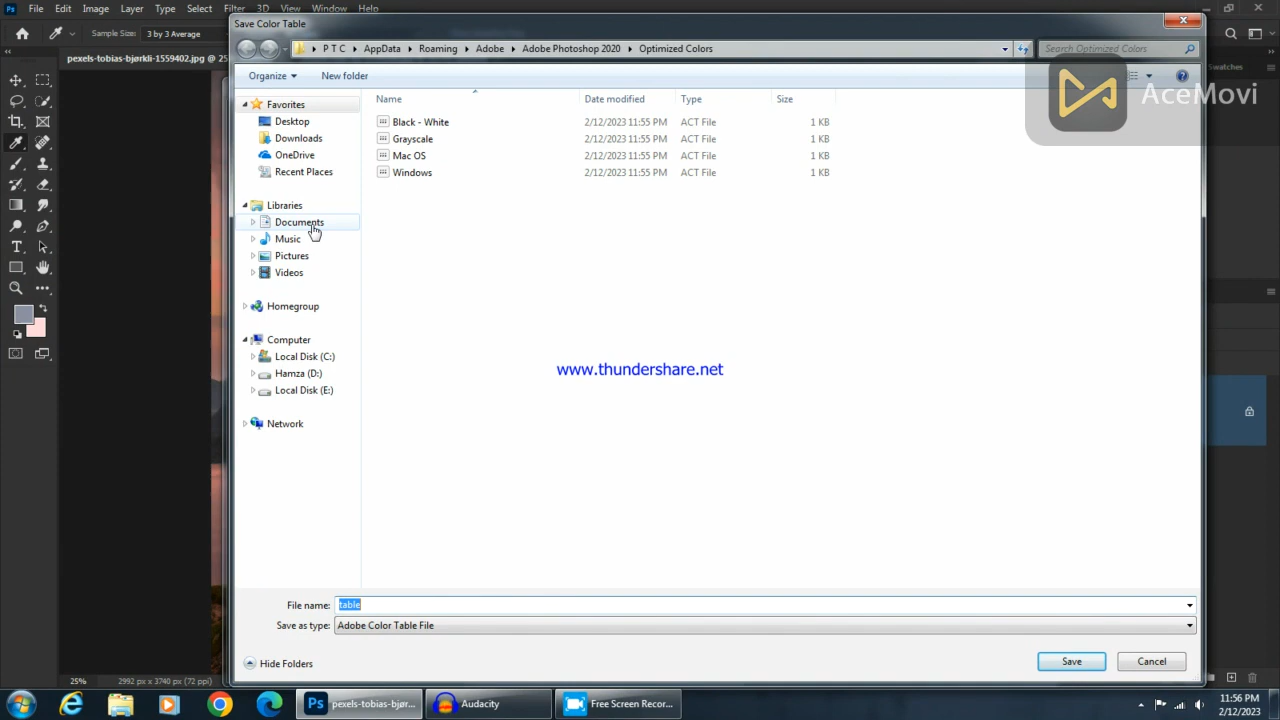 File Edit Image Layer Type Select Filter 3D View Window Help
Save Color Table
Sample Size: 3 by 3 Average
P T C Appdata Roaming Adobe Adobe Photoshop 2020 Optimized Colors
Search Optimized Colors
pexels-tobias-bjørkli-1559402.jpg @ 25
Organize New folder
Swatches
AceMovi
Name Date modified Type Size
Favorites
Desktop
Downloads
OneDrive
Recent Places
Black - White 2/12/2023 11:55 PM ACT File 1 KB
Grayscale 2/12/2023 11:55 PM ACT File 1 KB
Mac OS 2/12/2023 11:55 PM ACT File 1 KB
Windows 2/12/2023 11:55 PM ACT File 1 KB
Libraries
Documents
Music
Pictures
Videos
Homegroup
Computer
Local Disk (C:)
Hamza (D:)
Local Disk (E:)
Network
www.thundershare.net
File name: table
Save as type: Adobe Color Table File
Hide Folders
Save Cancel
25% 2992 px x 3740 px (72 ppi)
pexels-tobias-bjør...
Audacity
Free Screen Recor...
11:56 PM
2/12/2023